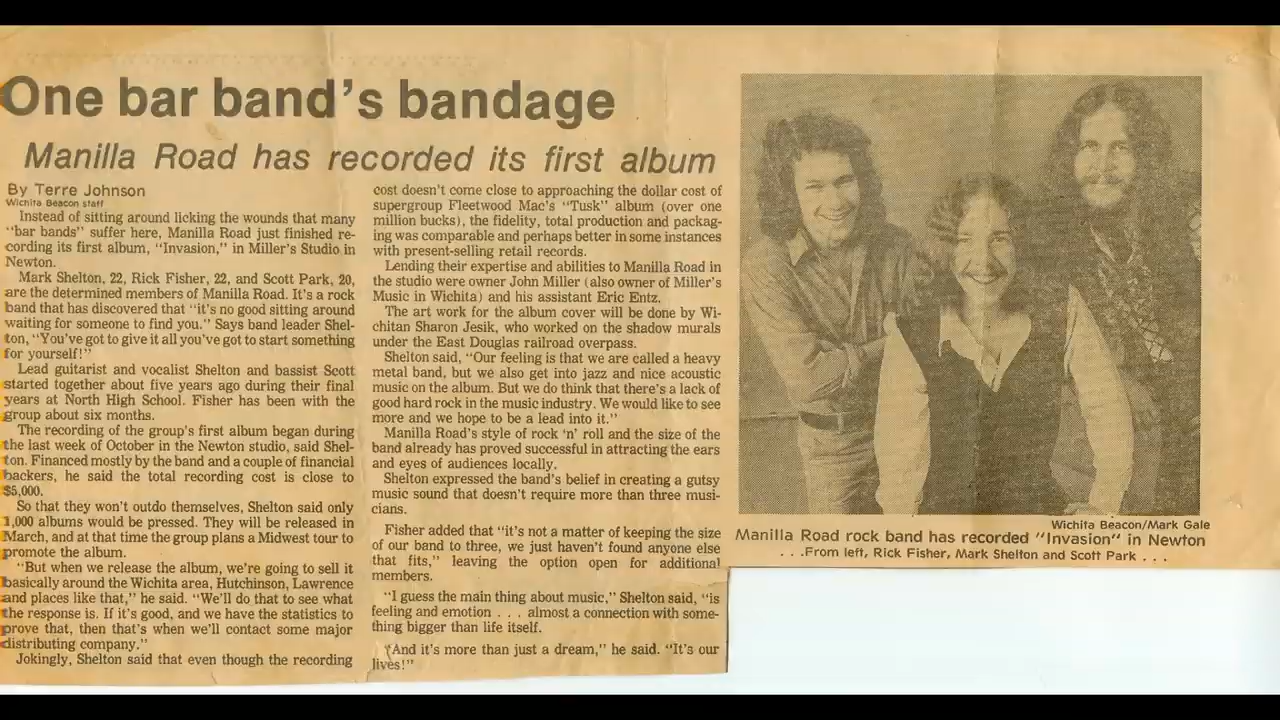 One bar band's bandage
Manilla Road has recorded its first album
By Terre Johnson
Wichita Beacon staff
Instead of sitting around licking the wounds that many
"bar bands" suffer here, Manilla Road just finished re-
cording its first album, "Invasion," in Miller's Studio in
Newton.
Mark Shelton, 22, Rick Fisher, 22, and Scott Park, 20,
are the determined members of Manilla Road. It's a rock
band that has discovered that "it's no good sitting around
waiting for someone to find you." Says band leader Shel-
ton, "You've got to give it all you've got to start something
for yourself!"
Lead guitarist and vocalist Shelton and bassist Scott
started together about five years ago during their final
years at North High School. Fisher has been with the
group about six months.
The recording of the group's first album began during
the last week of October in the Newton studio, said Shel-
ton. Financed mostly by the band and a couple of financial
backers, he said the total recording cost is close to
$5,000.
So that they won't outdo themselves, Shelton said only
1,000 albums would be pressed. They will be released in
March, and at that time the group plans a Midwest tour to
promote the album.
"But when we release the album, we're going to sell it
basically around the Wichita area, Hutchinson, Lawrence
and places like that," he said. "We'll do that to see what
the response is. If it's good, and we have the statistics to
prove that, then that's when we'll contact some major
distributing company."
Jokingly, Shelton said that even though the recording
cost doesn't come close to approaching the dollar cost of
supergroup Fleetwood Mac's "Tusk" album (over one
million bucks), the fidelity, total production and packag-
ing was comparable and perhaps better in some instances
with present-selling retail records.
Lending their expertise and abilities to Manilla Road in
the studio were owner John Miller (also owner of Miller's
Music in Wichita) and his assistant Eric Entz.
The art work for the album cover will be done by Wi-
chitan Sharon Jesik, who worked on the shadow murals
under the East Douglas railroad overpass.
Shelton said, "Our feeling is that we are called a heavy
metal band, but we also get into jazz and nice acoustic
music on the album. But we do think that there's a lack of
good hard rock in the music industry. We would like to see
more and we hope to be a lead into it."
Manilla Road's style of rock 'n' roll and the size of the
band already has proved successful in attracting the ears
and eyes of audiences locally.
Shelton expressed the band's belief in creating a gutsy
music sound that doesn't require more than three musi-
cians.
Fisher added that "it's not a matter of keeping the size
of our band to three, we just haven't found anyone else
that fits," leaving the option open for additional
members.
"I guess the main thing about music," Shelton said, "is
feeling and emotion . . . almost a connection with some-
thing bigger than life itself.
"And it's more than just a dream," he said. "It's our
lives!"
Wichita Beacon/Mark Gale
Manilla Road rock band has recorded "Invasion" in Newton
. . .From left, Rick Fisher, Mark Shelton and Scott Park . . .